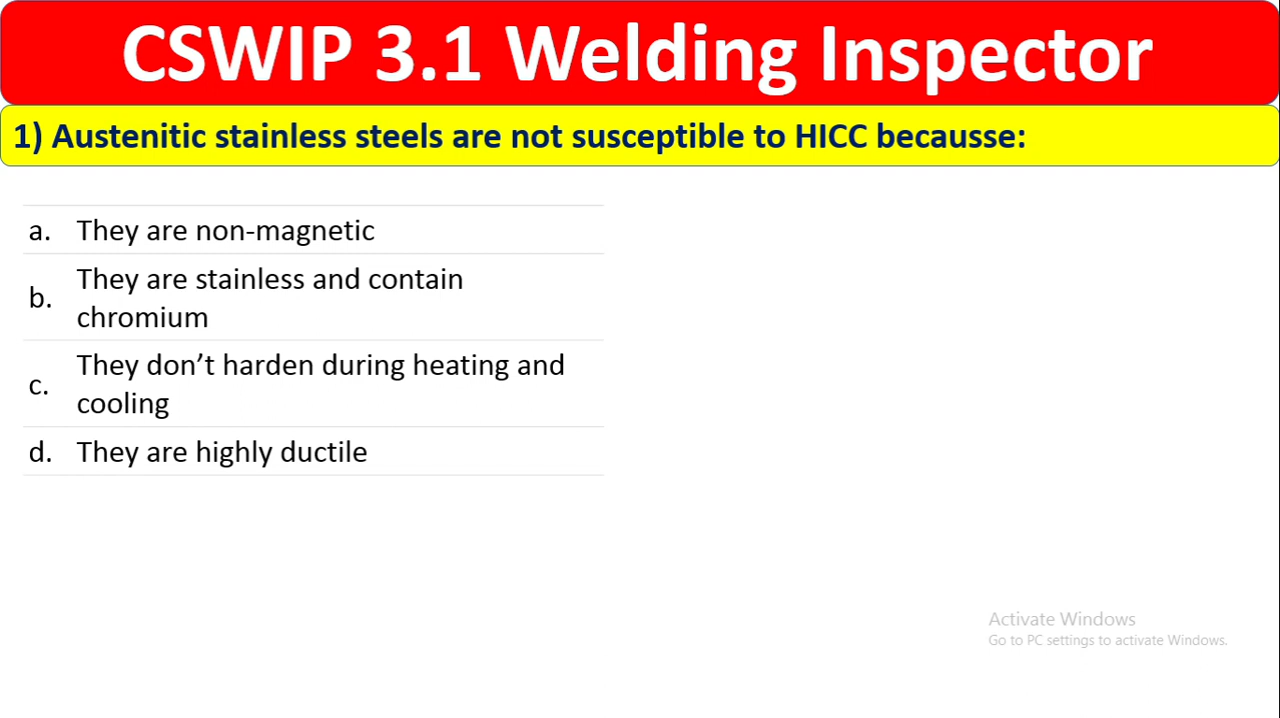 CSWIP 3.1 Welding Inspector
1) Austenitic stainless steels are not susceptible to HICC becausse:
a. They are non-magnetic
b. They are stainless and contain
chromium
c. They don’t harden during heating and
cooling
d. They are highly ductile
Activate Windows
Go to PC settings to activate Windows.